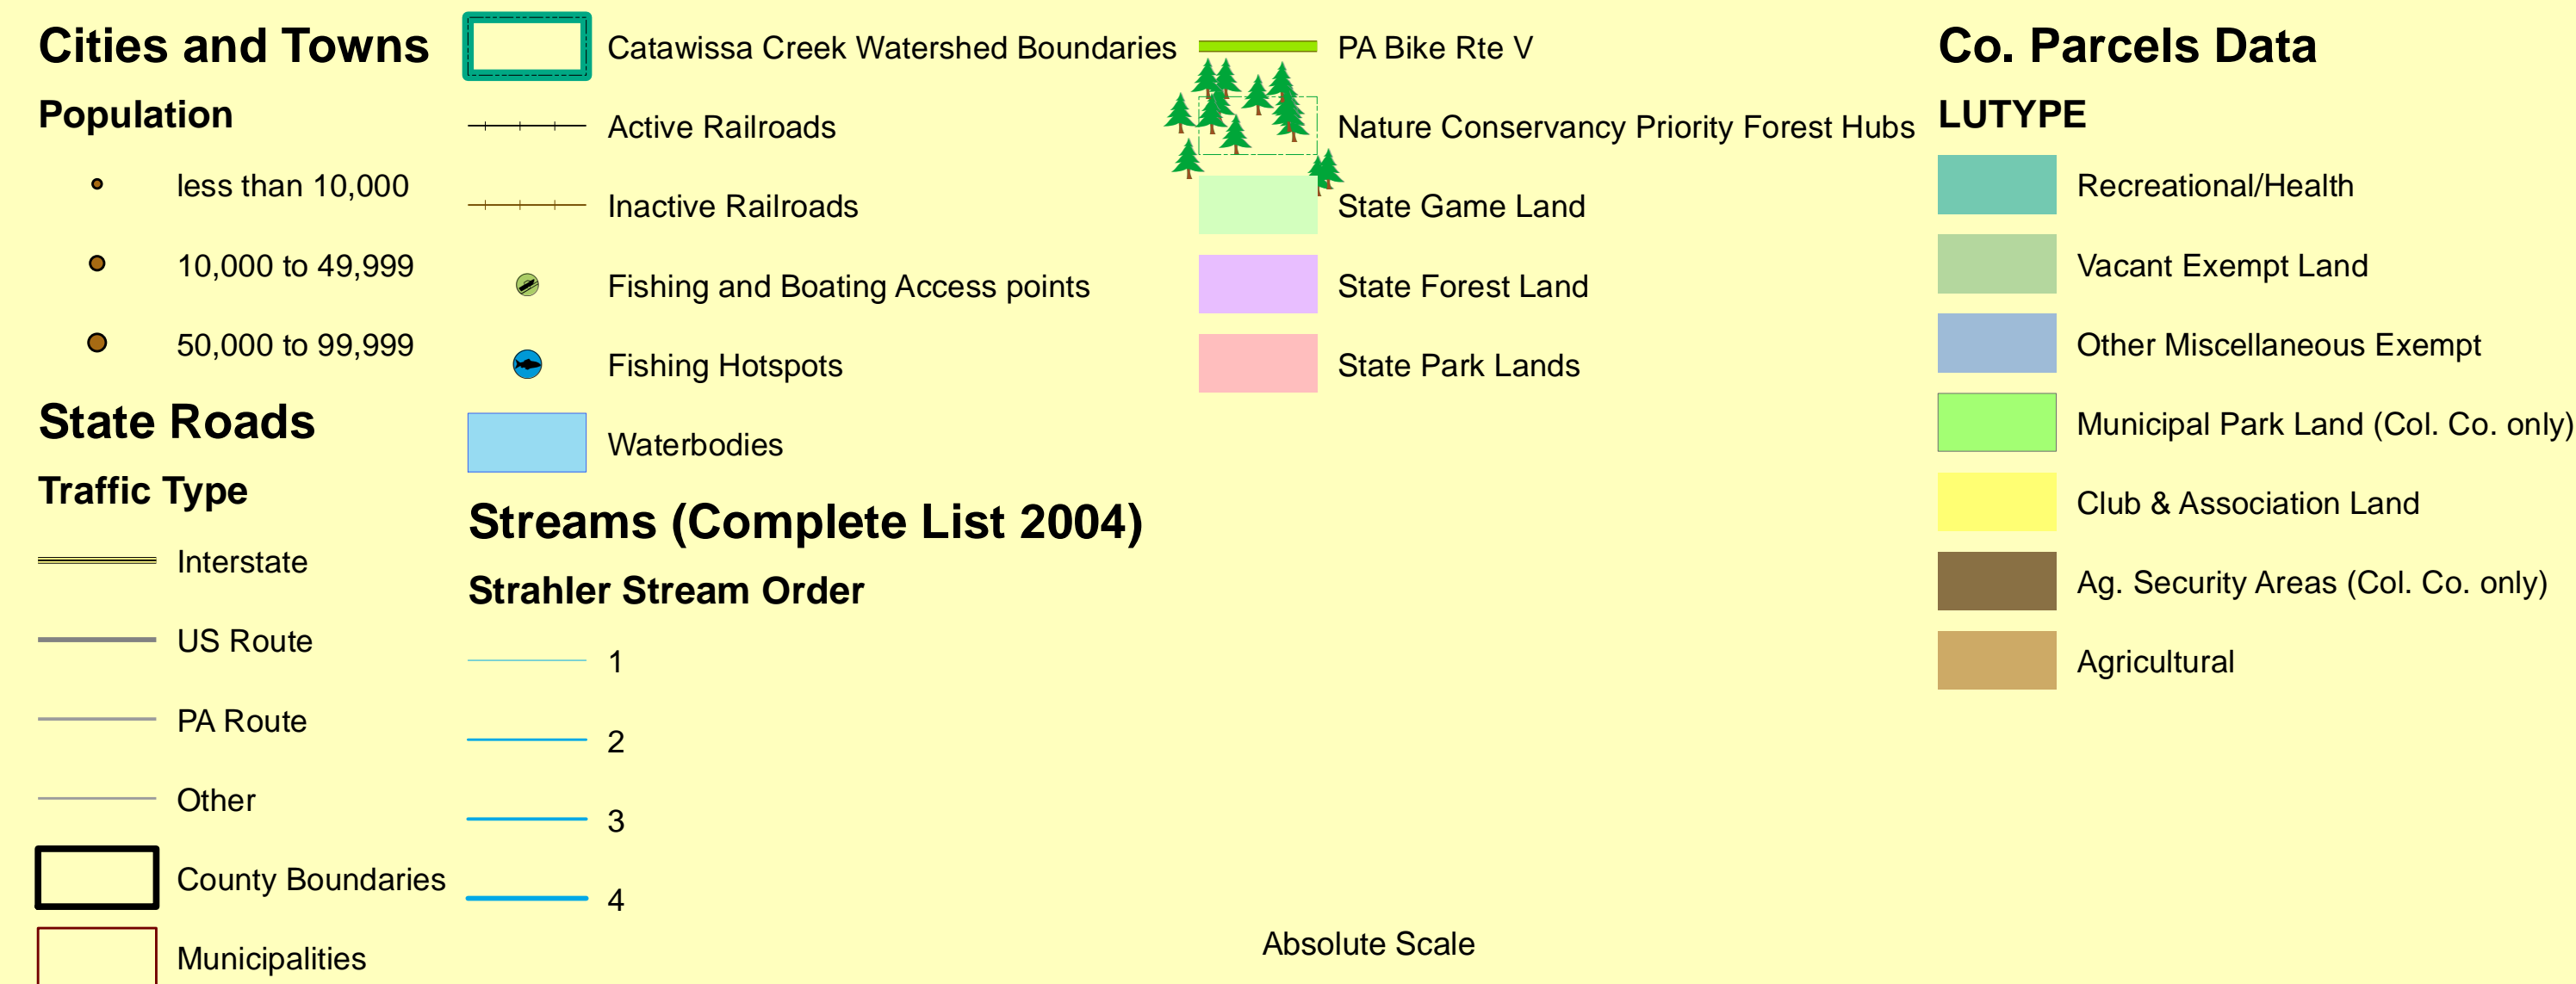 Cities and Towns
Population
less than 10,000
10,000 to 49,999
50,000 to 99,999
State Roads
Traffic Type
Interstate
US Route
PA Route
Other
County Boundaries
Municipalities
Catawissa Creek Watershed Boundaries
Active Railroads
Inactive Railroads
Fishing and Boating Access points
Fishing Hotspots
Waterbodies
Streams (Complete List 2004)
Strahler Stream Order
1
2
3
4
PA Bike Rte V
Nature Conservancy Priority Forest Hubs
State Game Land
State Forest Land
State Park Lands
Absolute Scale
Co. Parcels Data
LUTYPE
Recreational/Health
Vacant Exempt Land
Other Miscellaneous Exempt
Municipal Park Land (Col. Co. only)
Club & Association Land
Ag. Security Areas (Col. Co. only)
Agricultural